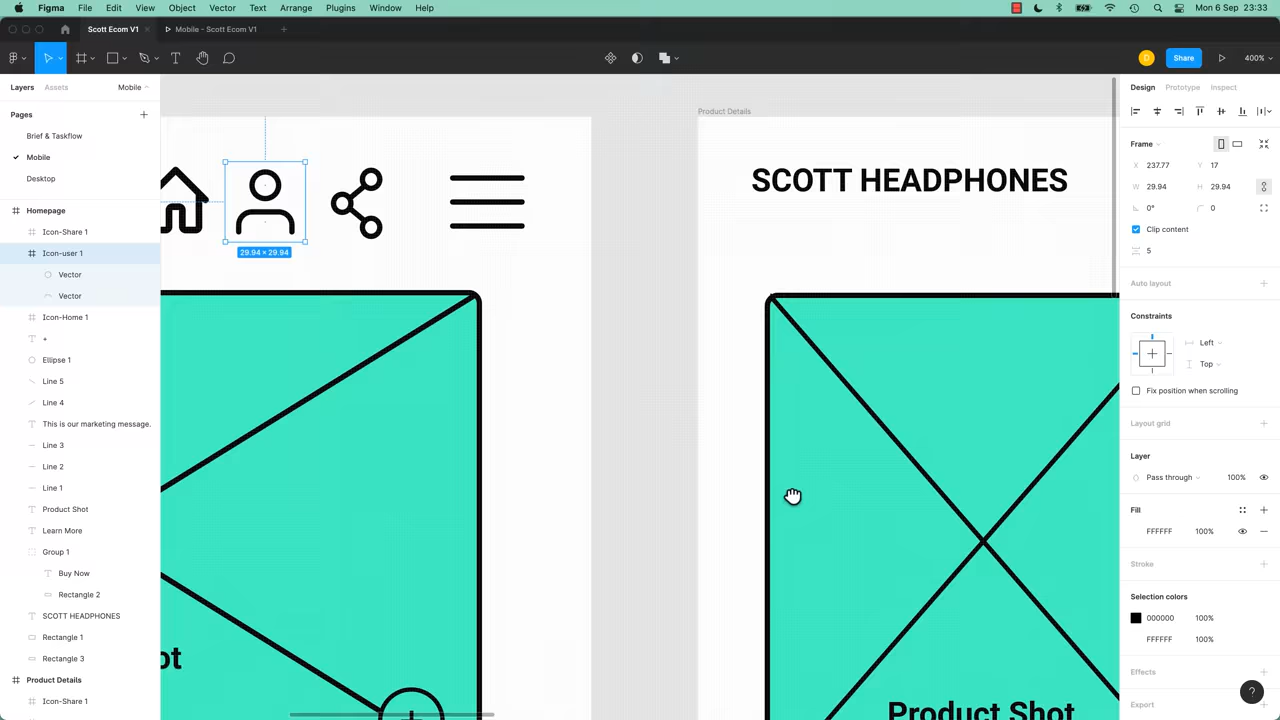 Figma File Edit View Object Vector Text Arrange Plugins Window Help Mon 6 Sep 23:33
Scott Ecom V1 Mobile - Scott Ecom V1
D Share 400%
Layers Assets Mobile
Pages
Brief & Taskflow
Mobile
Desktop
Homepage
Icon-Share 1
Icon-user 1
Vector
Vector
Icon-Home 1
+
Ellipse 1
Line 5
Line 4
This is our marketing message.
Line 3
Line 2
Line 1
Product Shot
Learn More
Group 1
Buy Now
Rectangle 2
SCOTT HEADPHONES
Rectangle 1
Rectangle 3
Product Details
Icon-Share 1
29.94 × 29.94
ot
Product Details
SCOTT HEADPHONES
Product Shot
Design Prototype Inspect
Frame
X 237.77 Y 17
W 29.94 H 29.94
0° 0
Clip content
5
Auto layout
Constraints
Left
Top
Fix position when scrolling
Layout grid
Layer
Pass through 100%
Fill
FFFFFF 100%
Stroke
Selection colors
000000 100%
FFFFFF 100%
Effects
Export
?